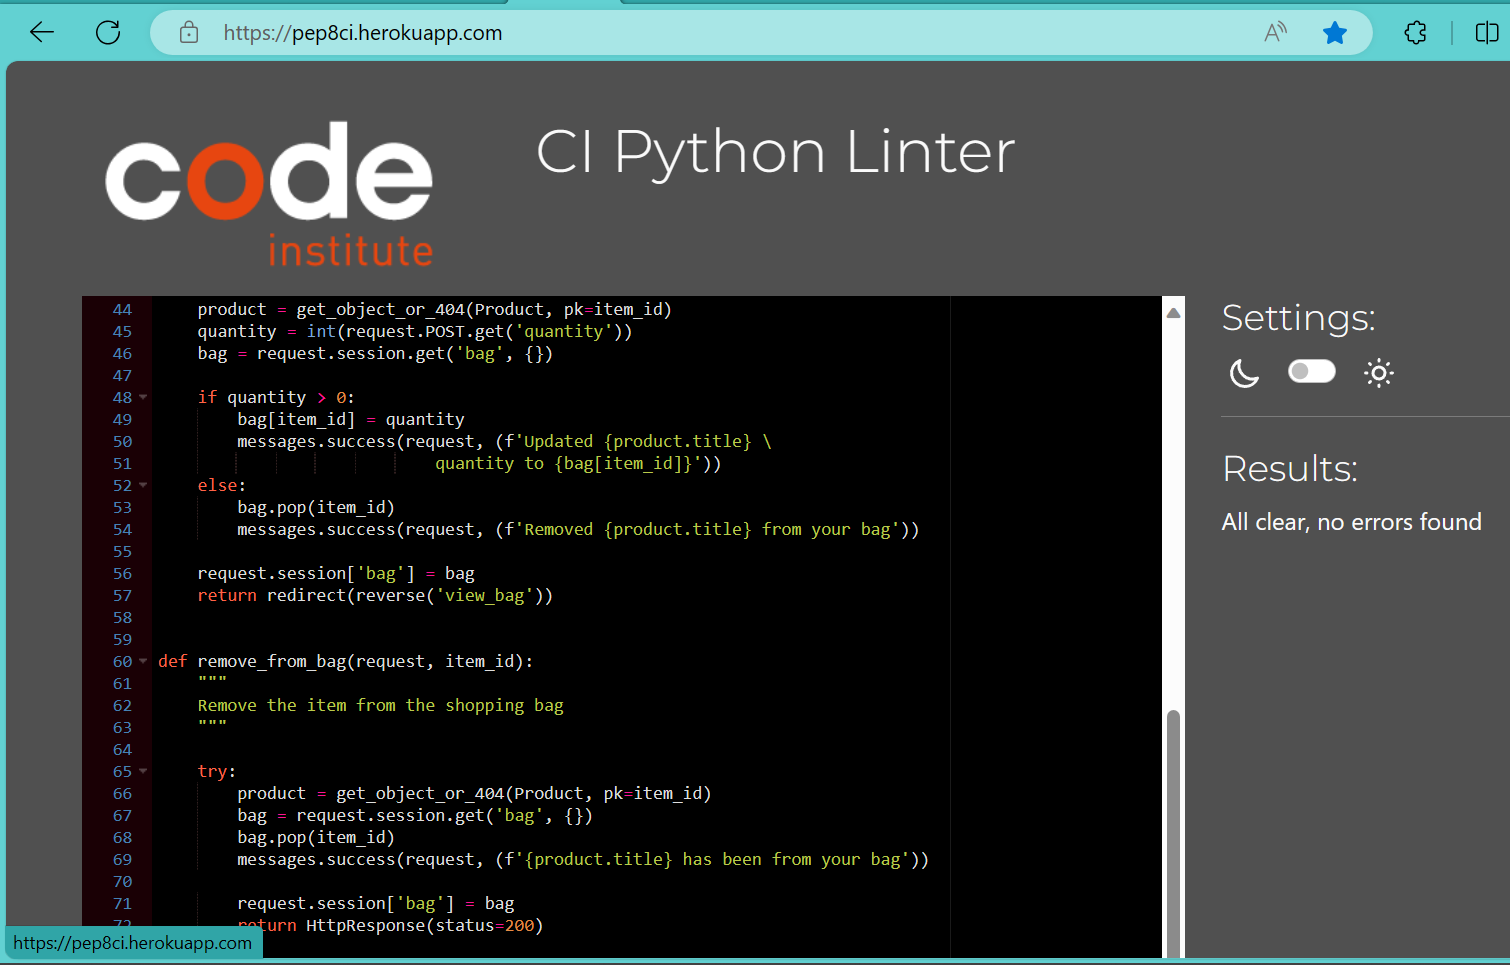 https://pep8ci.herokuapp.com
code
institute
CI Python Linter
44     product = get_object_or_404(Product, pk=item_id)
45     quantity = int(request.POST.get('quantity'))
46     bag = request.session.get('bag', {})
47
48     if quantity > 0:
49         bag[item_id] = quantity
50         messages.success(request, (f'Updated {product.title} \
51                             quantity to {bag[item_id]}'))
52     else:
53         bag.pop(item_id)
54         messages.success(request, (f'Removed {product.title} from your bag'))
55
56     request.session['bag'] = bag
57     return redirect(reverse('view_bag'))
58
59
60 def remove_from_bag(request, item_id):
61     """
62     Remove the item from the shopping bag
63     """
64
65     try:
66         product = get_object_or_404(Product, pk=item_id)
67         bag = request.session.get('bag', {})
68         bag.pop(item_id)
69         messages.success(request, (f'{product.title} has been from your bag'))
70
71         request.session['bag'] = bag
72         return HttpResponse(status=200)
Settings:
Results:
All clear, no errors found
https://pep8ci.herokuapp.com